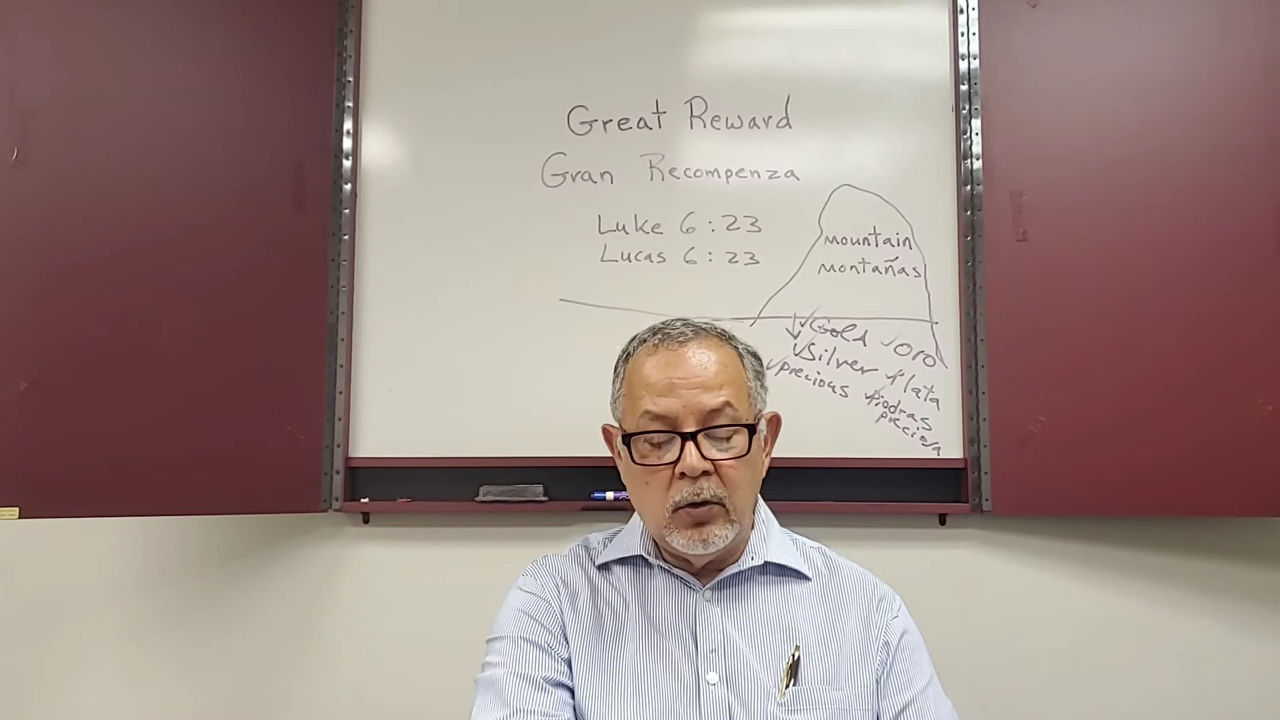 Great Reward
Gran Recompenza
Luke 6:23
Lucas 6:23
mountain
montañas
Gold oro
Silver Plata
precious Piedras
preciosa